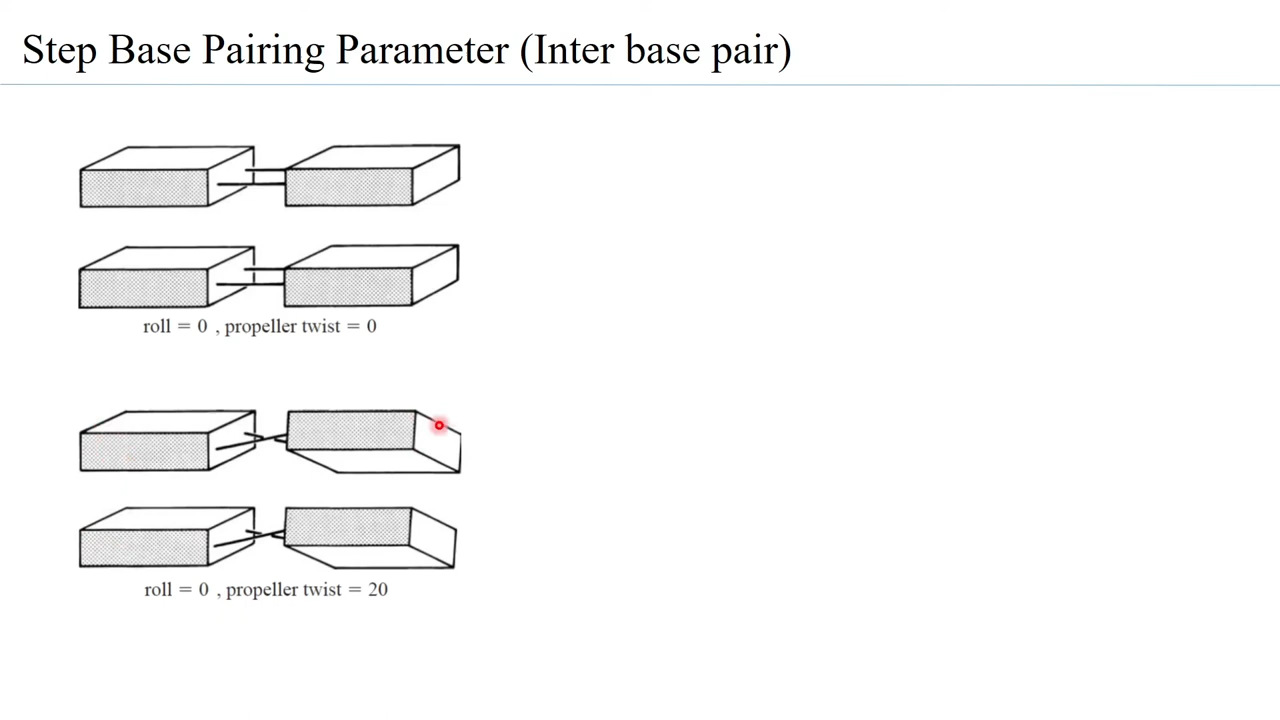 Step Base Pairing Parameter (Inter base pair)
roll = 0 , propeller twist = 0
roll = 0 , propeller twist = 20